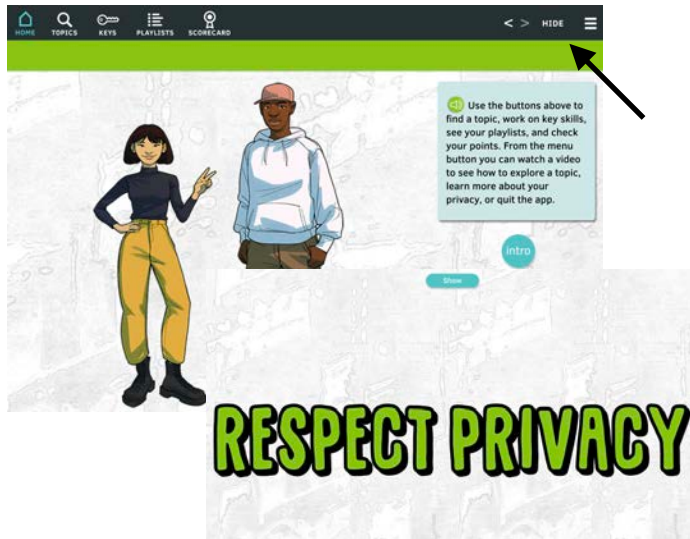 HOME TOPICS KEYS PLAYLISTS SCORECARD < > HIDE
Use the buttons above to
find a topic, work on key skills,
see your playlists, and check
your points. From the menu
button you can watch a video
to see how to explore a topic,
learn more about your
privacy, or quit the app.
intro
Show
RESPECT PRIVACY